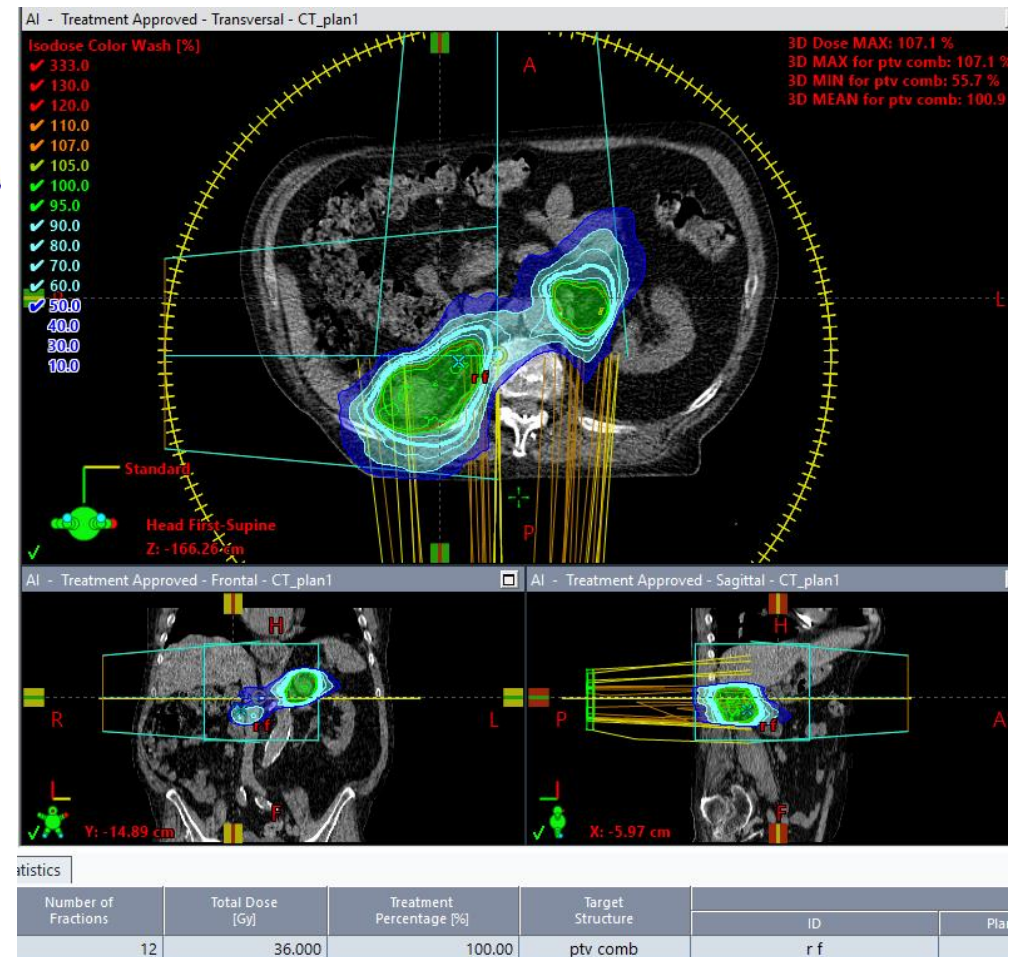 AI - Treatment Approved - Transversal - CT_plan1
Isodose Color Wash [%]
333.0
130.0
120.0
110.0
107.0
105.0
100.0
95.0
90.0
80.0
70.0
60.0
50.0
40.0
30.0
10.0
3D Dose MAX: 107.1 %
3D MAX for ptv comb: 107.1 %
3D MIN for ptv comb: 55.7 %
3D MEAN for ptv comb: 100.9
A
L
r f
Standard
Head First-Supine
Z: -166.26 cm
P
AI - Treatment Approved - Frontal - CT_plan1
H
R
L
r f
F
Y: -14.89 cm
AI - Treatment Approved - Sagittal - CT_plan1
H
P
A
r f
F
X: -5.97 cm
atistics
Number of Fractions
Total Dose [Gy]
Treatment Percentage [%]
Target Structure
ID
Plan
12
36.000
100.00
ptv comb
r f